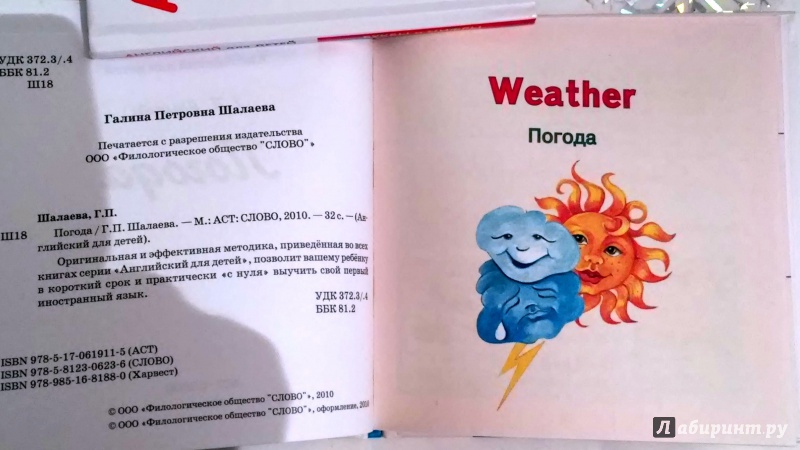 АНГЛИЙСКИЙ ДЛЯ ДЕТЕЙ
УДК 372.3/.4
ББК 81.2
Ш18
Галина Петровна Шалаева
Печатается с разрешения издательства
ООО «Филологическое общество "СЛОВО"»
Шалаева, Г.П.
Ш18 Погода / Г.П. Шалаева. — М.: АСТ: СЛОВО, 2010. — 32 с. — (Ан-
глийский для детей).
Оригинальная и эффективная методика, приведённая во всех
книгах серии «Английский для детей», позволит вашему ребёнку
в короткий срок и практически «с нуля» выучить свой первый
иностранный язык.
УДК 372.3/.4
ББК 81.2
ISBN 978-5-17-061911-5 (АСТ)
ISBN 978-5-8123-0623-6 (СЛОВО)
ISBN 978-985-16-8188-0 (Харвест)
© ООО «Филологическое общество "СЛОВО"», 2010
© ООО «Филологическое общество "СЛОВО"», оформление, 2010
Weather
Погода
Лабиринт.ру